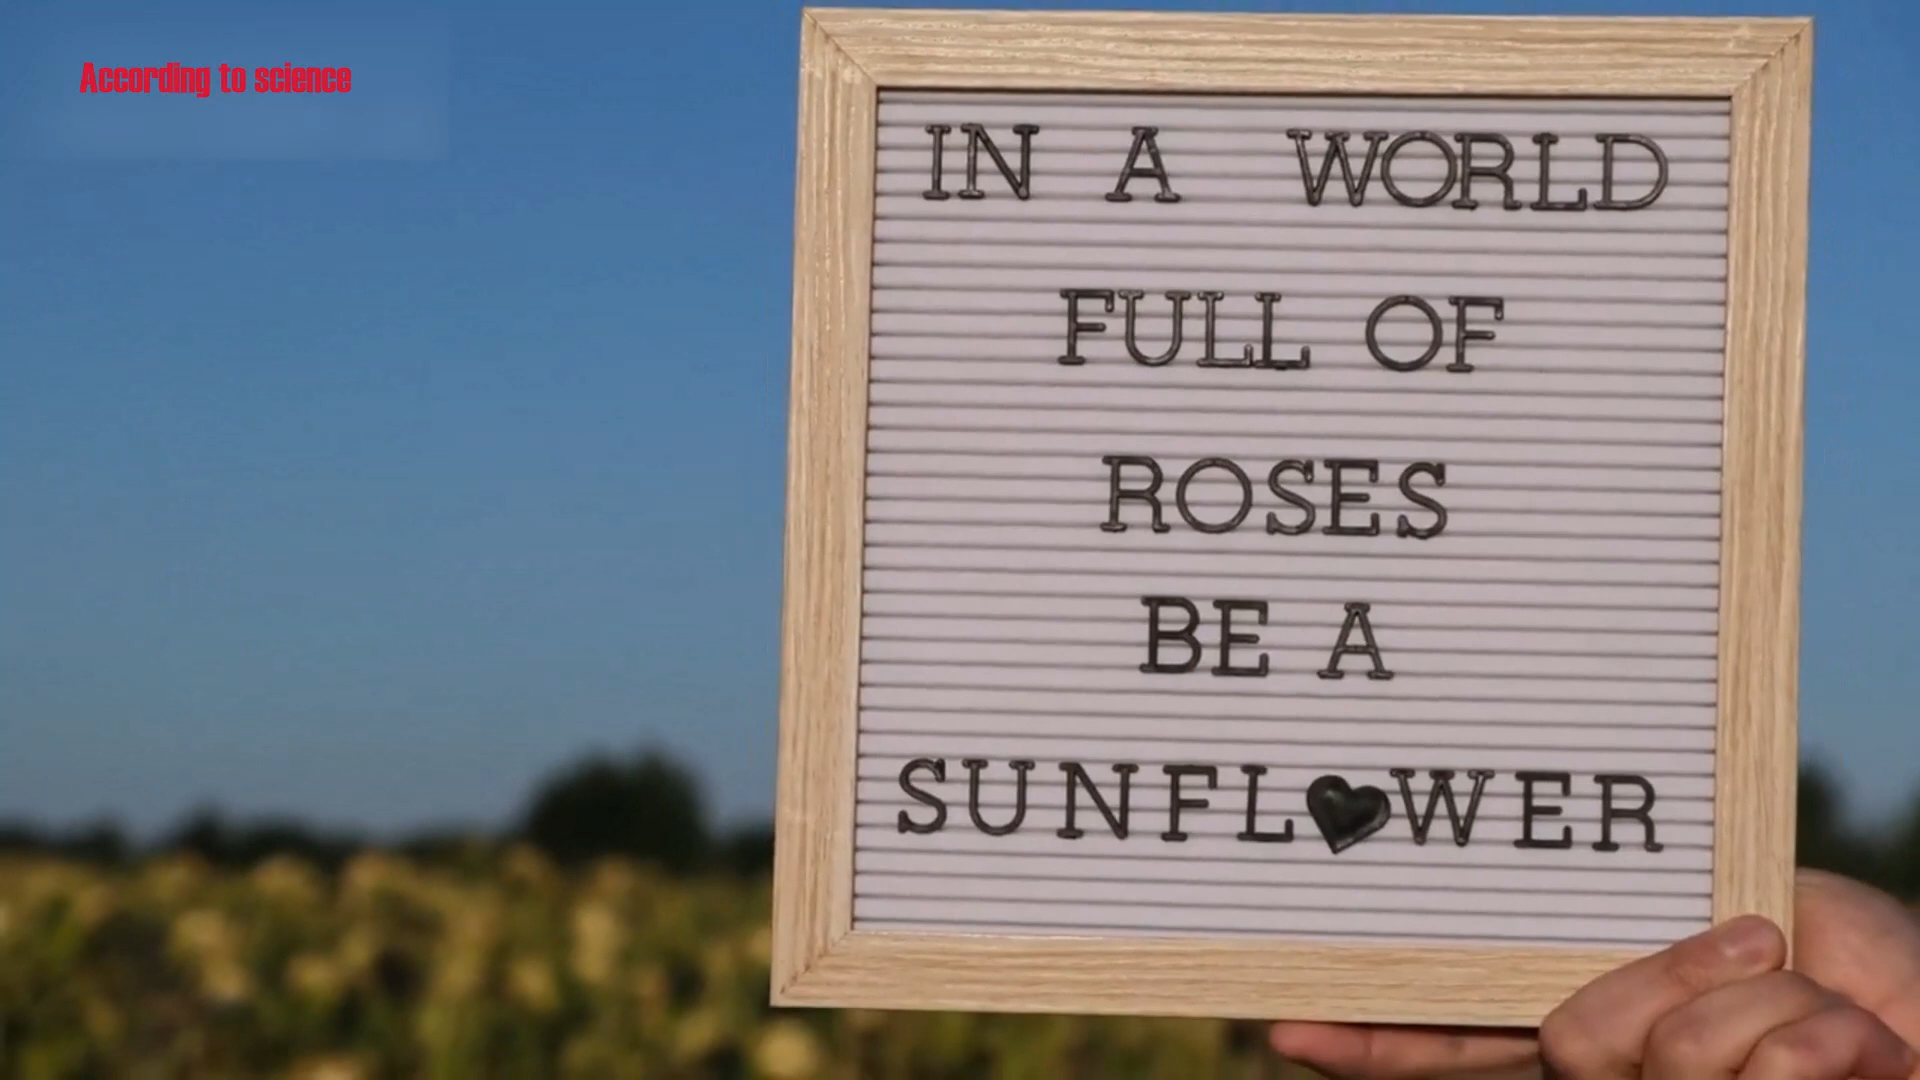 According to science
IN A WORLD
FULL OF
ROSES
BE A
SUNFL♥WER